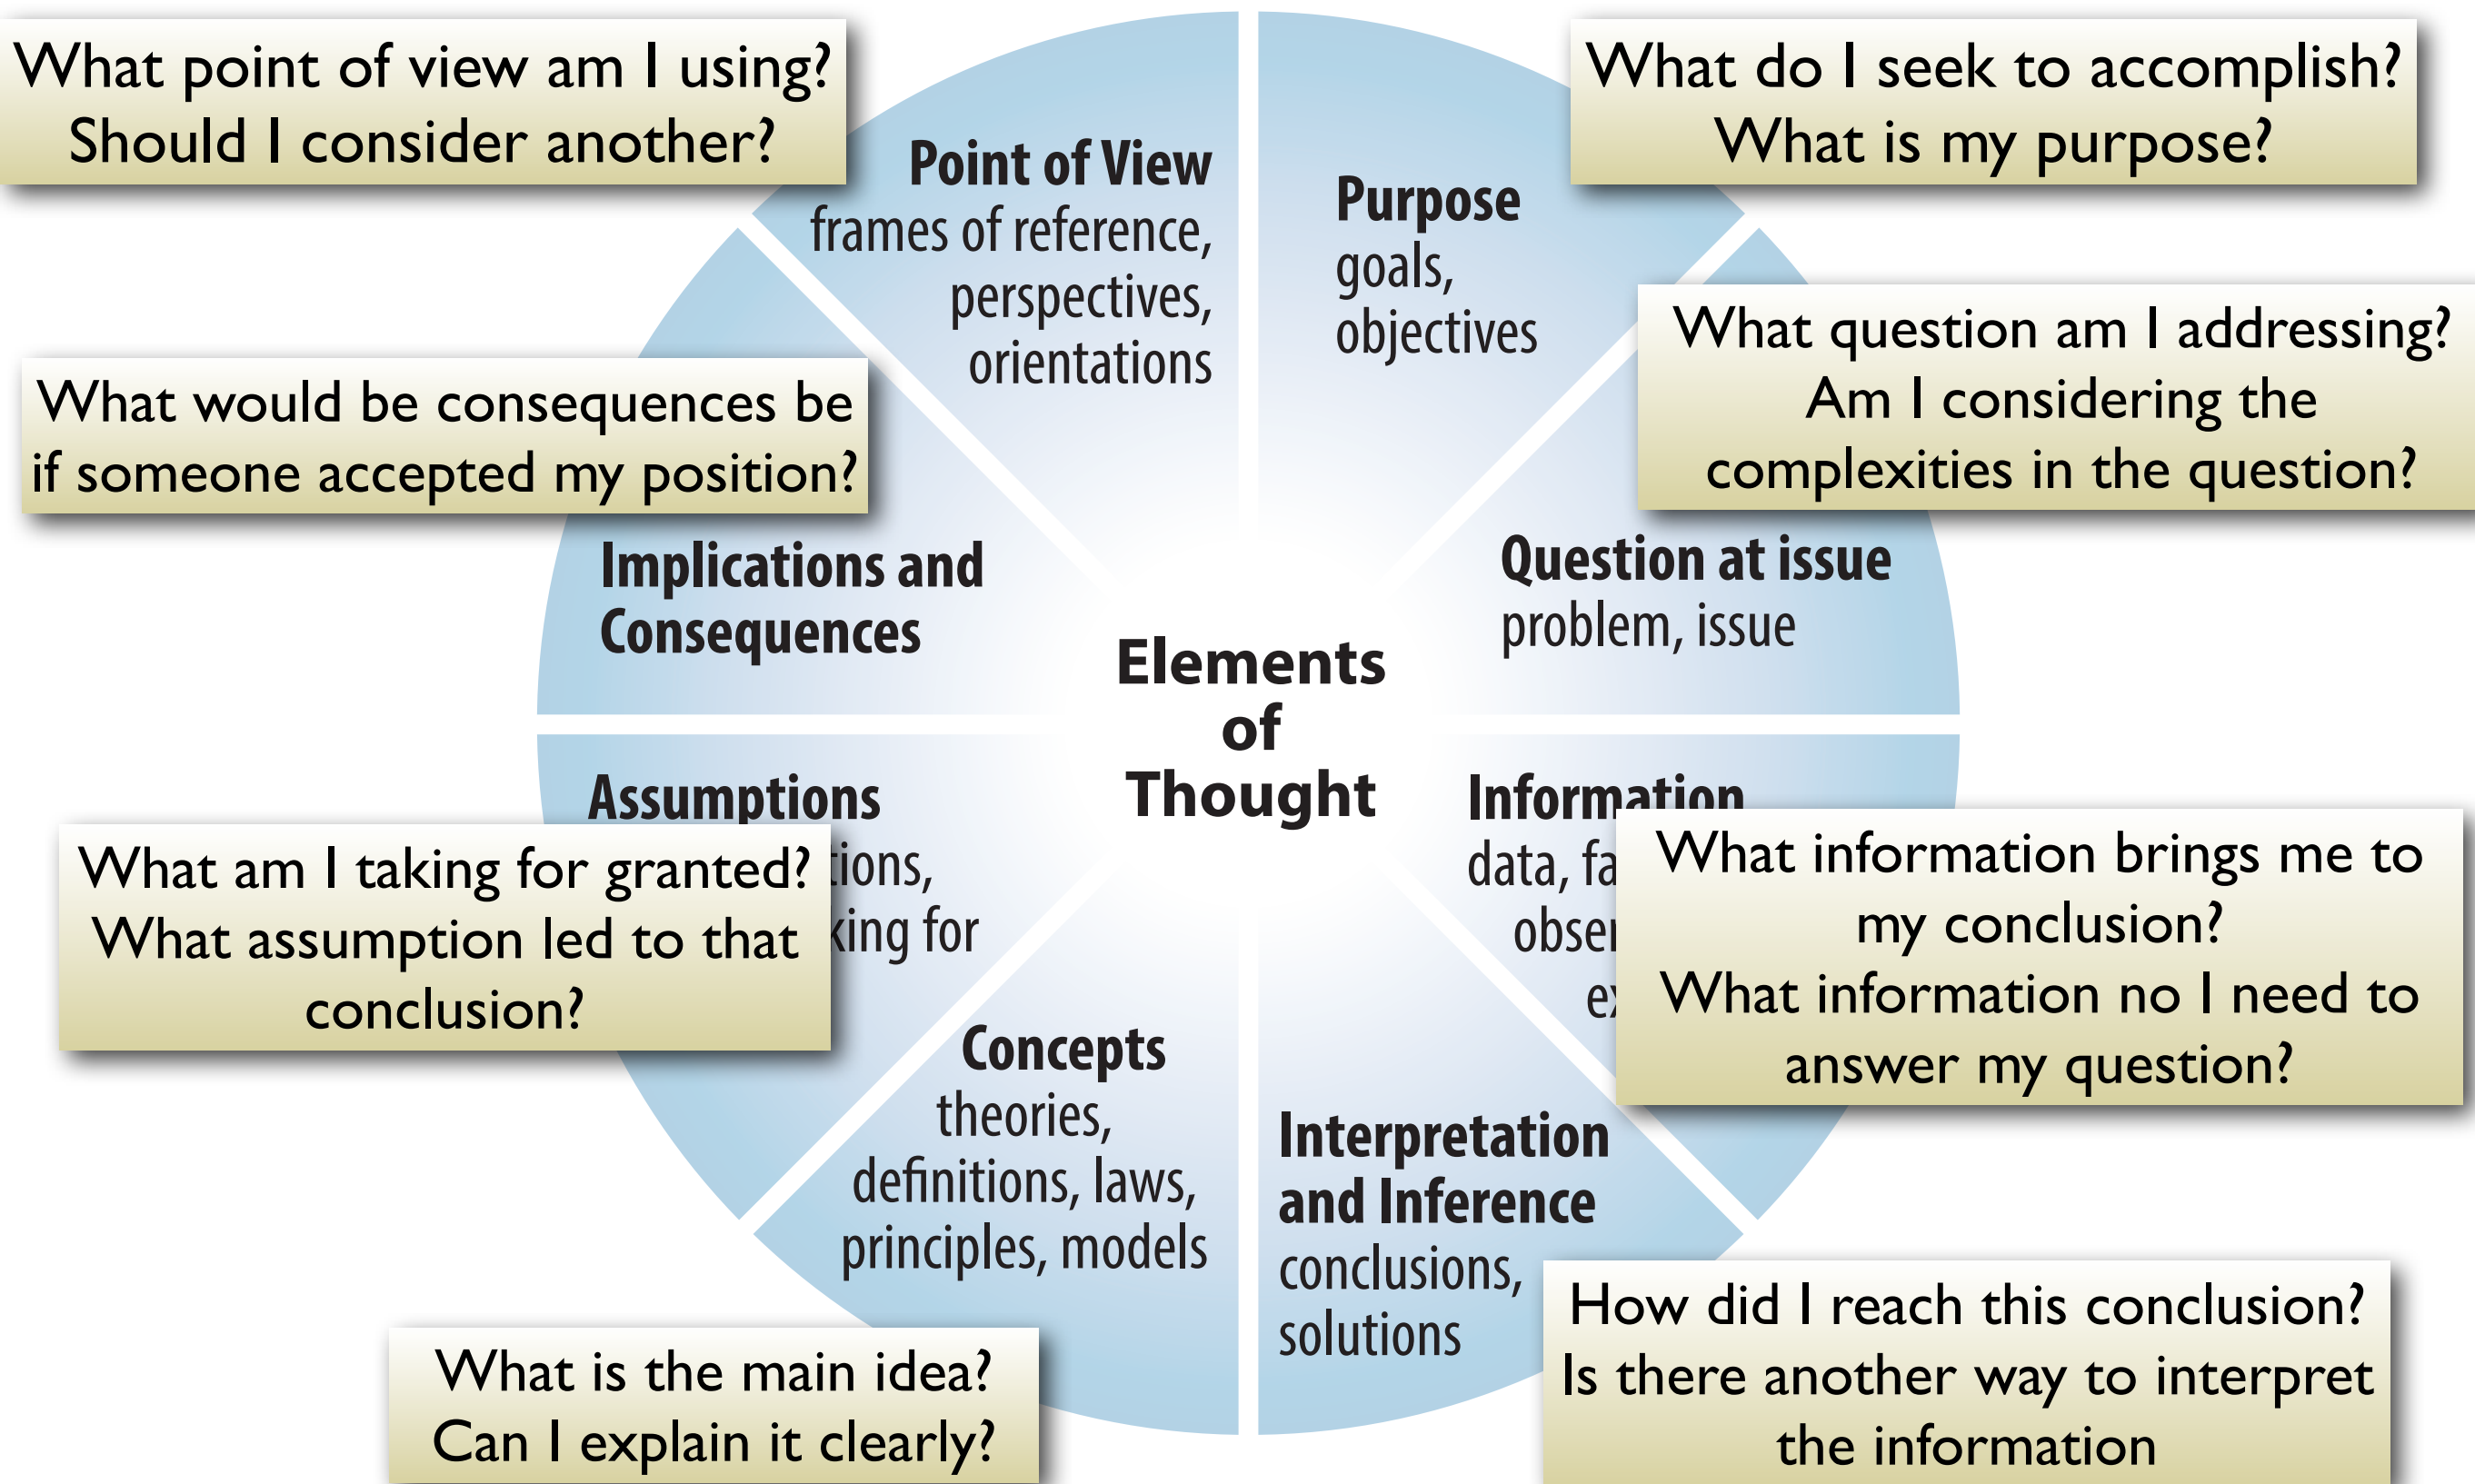 What point of view am I using?
Should I consider another?
Point of View
frames of reference,
perspectives,
orientations
What do I seek to accomplish?
What is my purpose?
Purpose
goals,
objectives
What question am I addressing?
Am I considering the
complexities in the question?
Question at issue
problem, issue
What would be consequences be
if someone accepted my position?
Implications and
Consequences
Elements
of
Thought
Assumptions
What am I taking for granted?
What assumption led to that
conclusion?
for
Information
data,
What information brings me to
my conclusion?
What information no I need to
answer my question?
Concepts
theories,
definitions, laws,
principles, models
What is the main idea?
Can I explain it clearly?
Interpretation
and Inference
conclusions,
solutions
How did I reach this conclusion?
Is there another way to interpret
the information